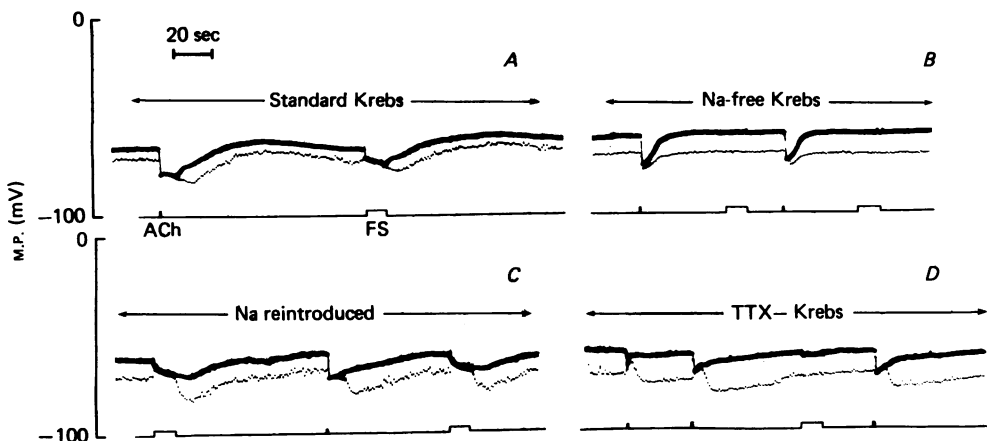 0
20 sec
A
B
Standard Krebs
Na-free Krebs
M.P. (mV)
−100
ACh
FS
0
C
D
Na reintroduced
TTX− Krebs
−100